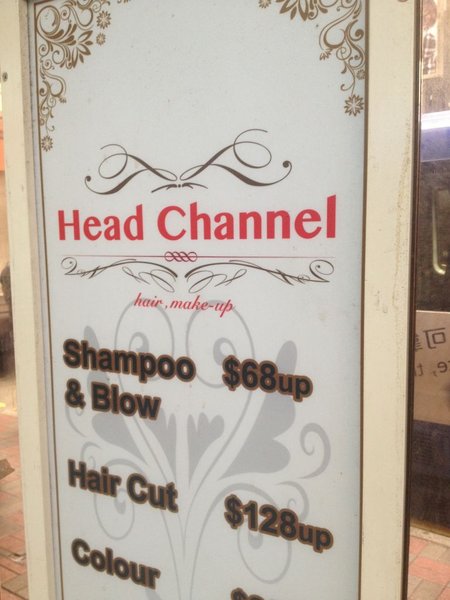 Head Channel
hair , make-up
Shampoo $68up
& Blow
Hair Cut $128up
Colour